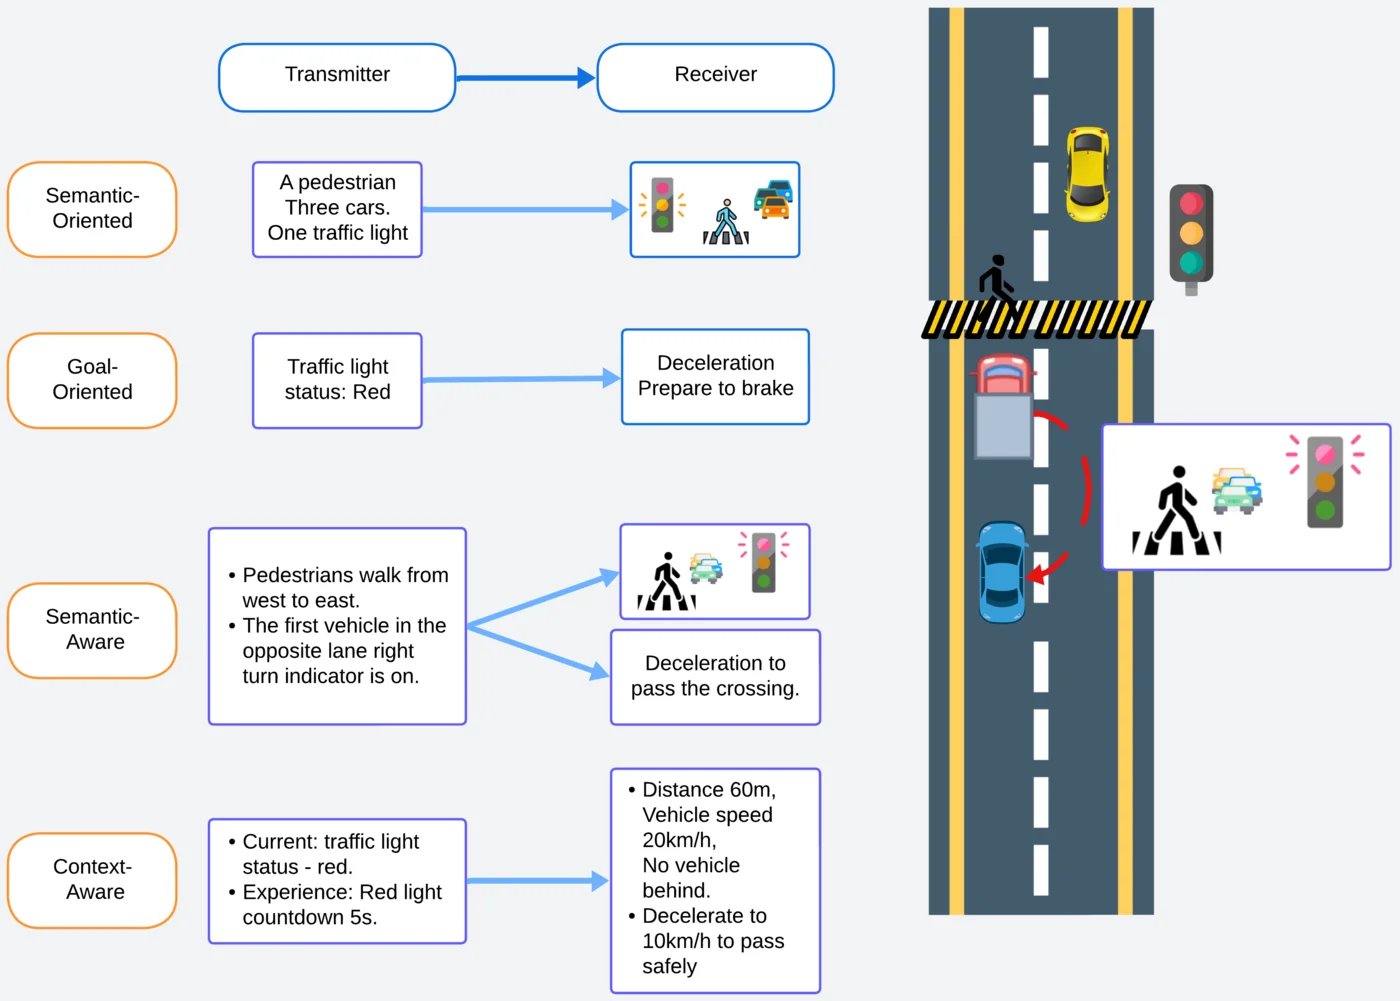 Transmitter
Receiver
Semantic-
Oriented
A pedestrian
Three cars.
One traffic light
Goal-
Oriented
Traffic light
status: Red
Deceleration
Prepare to brake
Semantic-
Aware
• Pedestrians walk from
west to east.
• The first vehicle in the
opposite lane right
turn indicator is on.
Deceleration to
pass the crossing.
Context-
Aware
• Current: traffic light
status - red.
• Experience: Red light
countdown 5s.
• Distance 60m,
Vehicle speed
20km/h,
No vehicle
behind.
• Decelerate to
10km/h to pass
safely